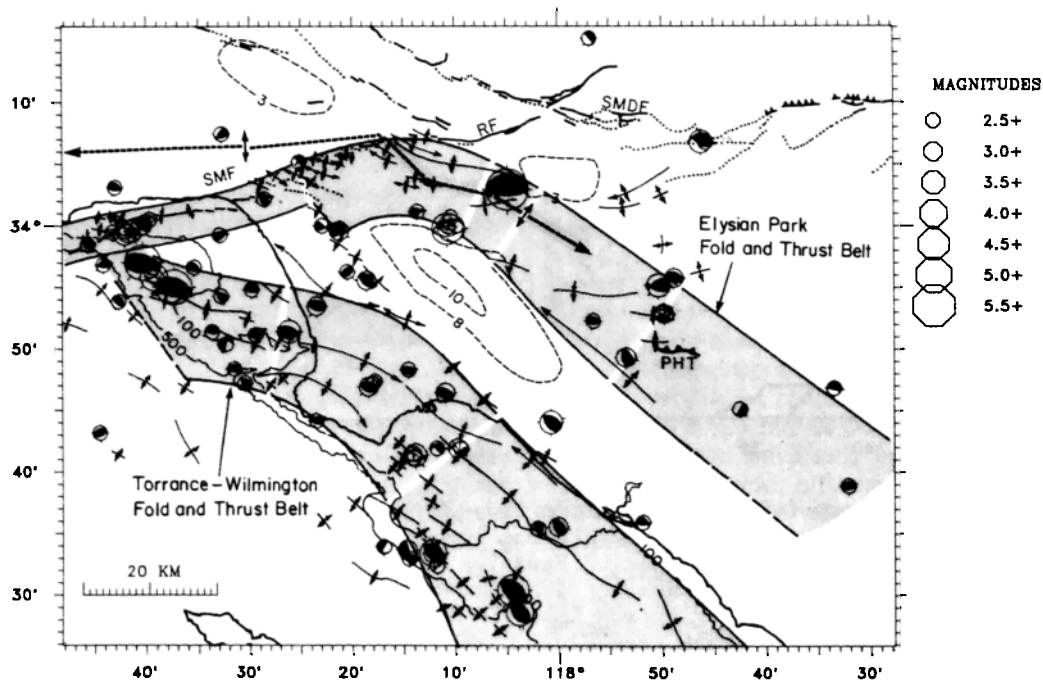 MAGNITUDES
2.5+
3.0+
3.5+
4.0+
4.5+
5.0+
5.5+
10'
34°
50'
40'
30'
3
SMDF
RF
SMF
3
Elysian Park
Fold and Thrust Belt
10
8
100
500
PHT
Torrance-Wilmington
Fold and Thrust Belt
100
20 KM
40'
30'
20'
10'
118°
50'
40'
30'